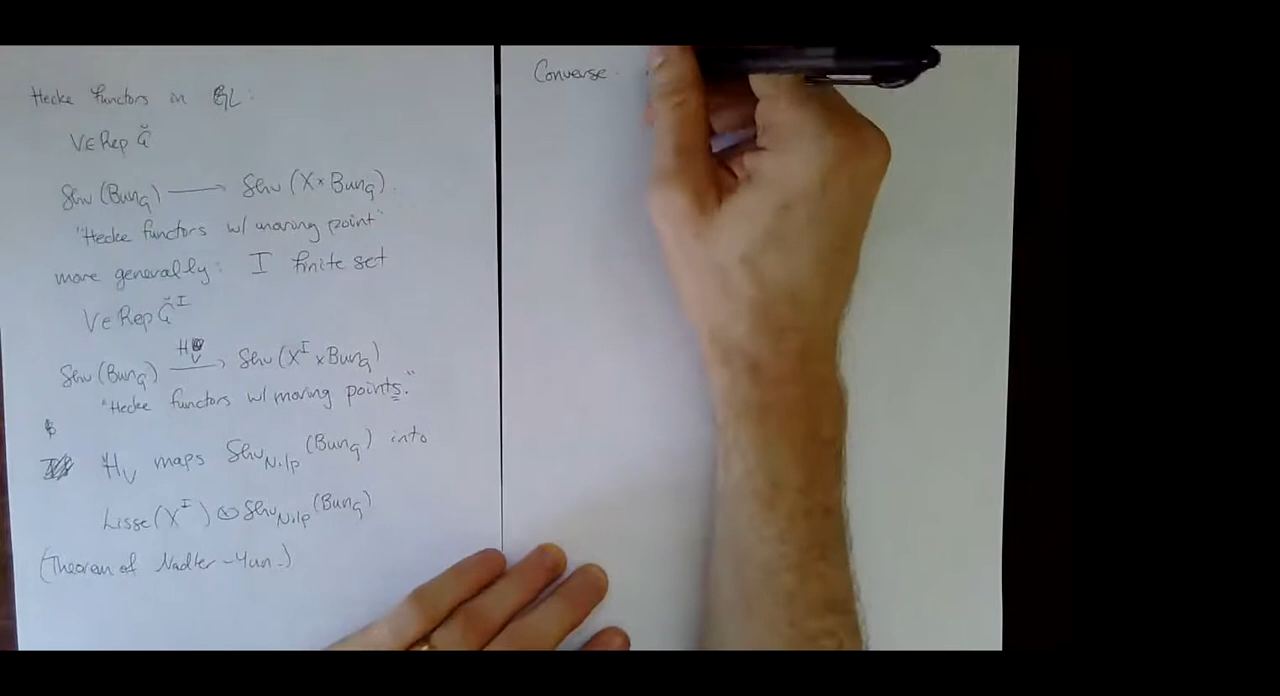 Hecke functors in GL:
V ∈ Rep Ǧ
Shv (Bun_G) ⟶ Shv (X × Bun_G).
"Hecke functors w/ moving point"
more generally: I finite set
V ∈ Rep Ǧ^I
Shv (Bun_G) —H_V→ Shv (X^I × Bun_G)
"Hecke functors w/ moving points."
H_V maps Shv_Nilp (Bun_G) into
Lisse (X^I) ⊗ Shv_Nilp (Bun_G)
(Theorem of Nadler-Yun.)
Converse.